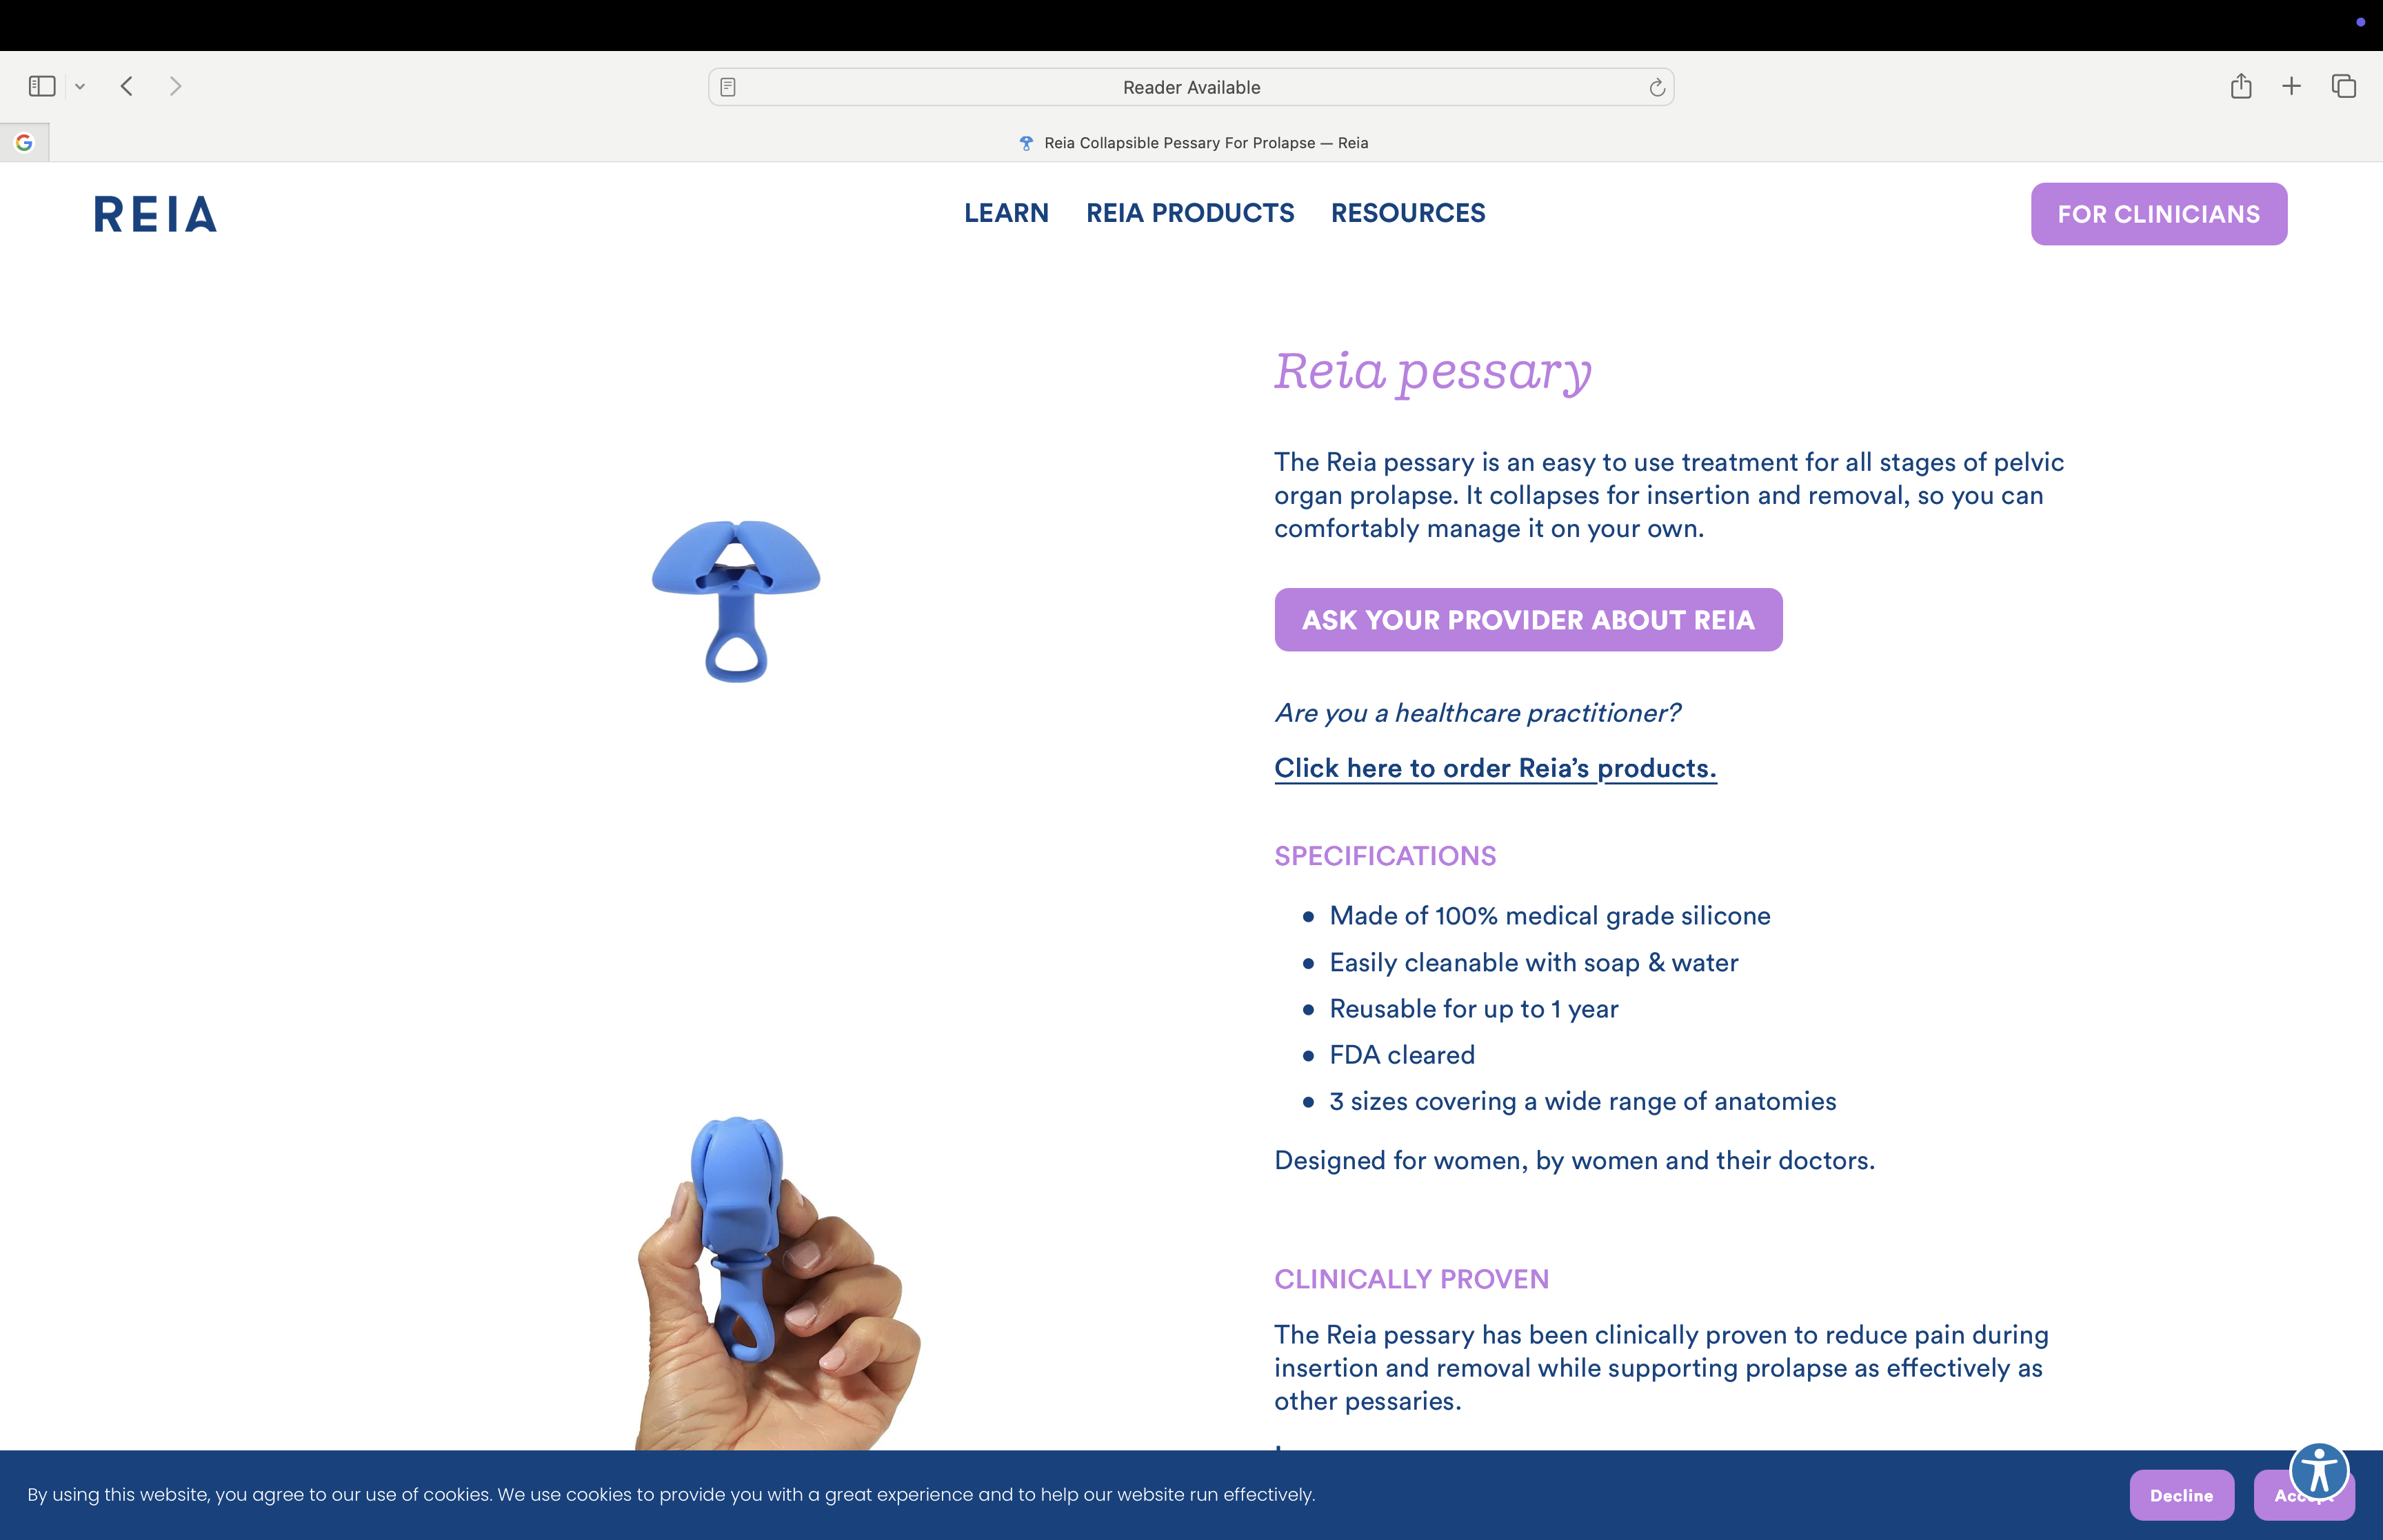 Reader Available
Reia Collapsible Pessary For Prolapse — Reia
REIA
LEARN
REIA PRODUCTS
RESOURCES
FOR CLINICIANS
Reia pessary
The Reia pessary is an easy to use treatment for all stages of pelvic
organ prolapse. It collapses for insertion and removal, so you can
comfortably manage it on your own.
ASK YOUR PROVIDER ABOUT REIA
Are you a healthcare practitioner?
Click here to order Reia’s products.
SPECIFICATIONS
Made of 100% medical grade silicone
Easily cleanable with soap & water
Reusable for up to 1 year
FDA cleared
3 sizes covering a wide range of anatomies
Designed for women, by women and their doctors.
CLINICALLY PROVEN
The Reia pessary has been clinically proven to reduce pain during
insertion and removal while supporting prolapse as effectively as
other pessaries.
By using this website, you agree to our use of cookies. We use cookies to provide you with a great experience and to help our website run effectively.
Decline
Accept